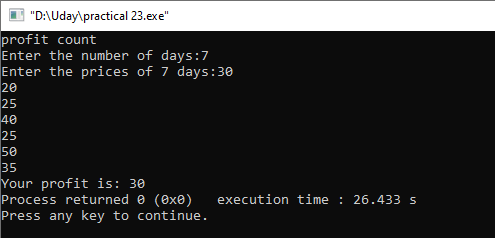 "D:\Uday\practical 23.exe"
profit count
Enter the number of days:7
Enter the prices of 7 days:30
20
25
40
25
50
35
Your profit is: 30
Process returned 0 (0x0)   execution time : 26.433 s
Press any key to continue.